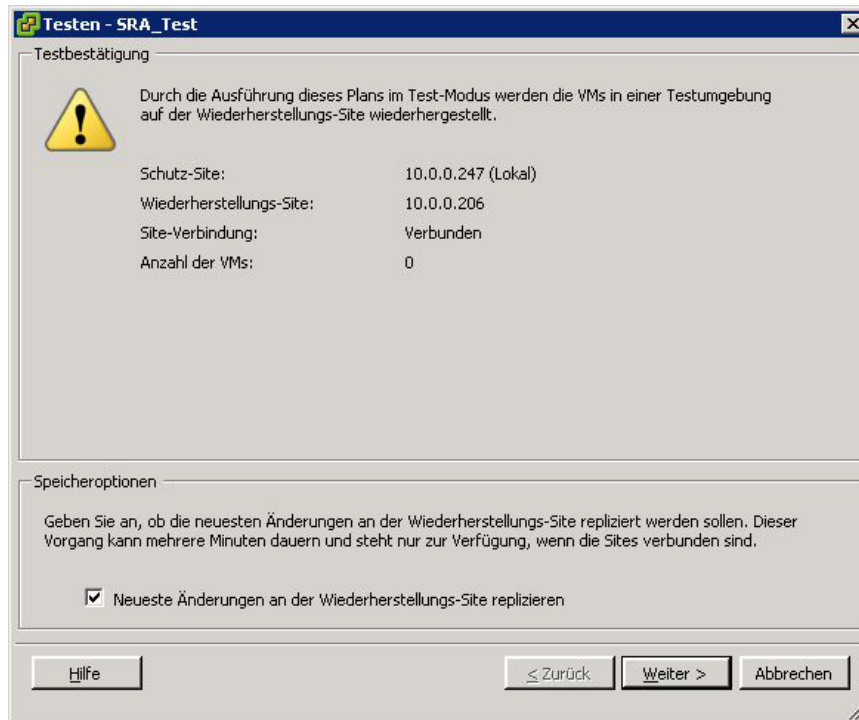 Testen - SRA_Test
Testbestätigung
Durch die Ausführung dieses Plans im Test-Modus werden die VMs in einer Testumgebung
auf der Wiederherstellungs-Site wiederhergestellt.
Schutz-Site: 10.0.0.247 (Lokal)
Wiederherstellungs-Site: 10.0.0.206
Site-Verbindung: Verbunden
Anzahl der VMs: 0
Speicheroptionen
Geben Sie an, ob die neuesten Änderungen an der Wiederherstellungs-Site repliziert werden sollen. Dieser
Vorgang kann mehrere Minuten dauern und steht nur zur Verfügung, wenn die Sites verbunden sind.
Neueste Änderungen an der Wiederherstellungs-Site replizieren
Hilfe < Zurück Weiter > Abbrechen